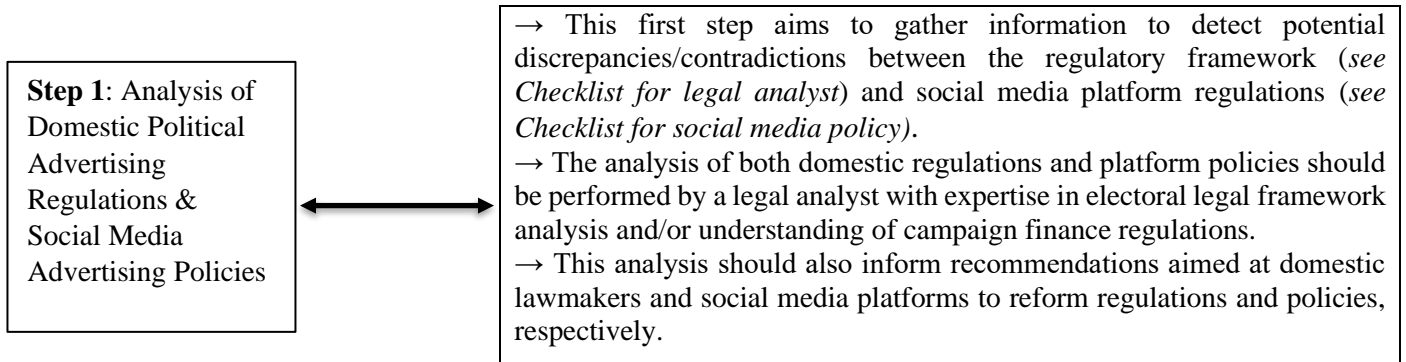 Step 1: Analysis of
Domestic Political
Advertising
Regulations &
Social Media
Advertising Policies
→ This first step aims to gather information to detect potential
discrepancies/contradictions between the regulatory framework (see
Checklist for legal analyst) and social media platform regulations (see
Checklist for social media policy).
→ The analysis of both domestic regulations and platform policies should
be performed by a legal analyst with expertise in electoral legal framework
analysis and/or understanding of campaign finance regulations.
→ This analysis should also inform recommendations aimed at domestic
lawmakers and social media platforms to reform regulations and policies,
respectively.